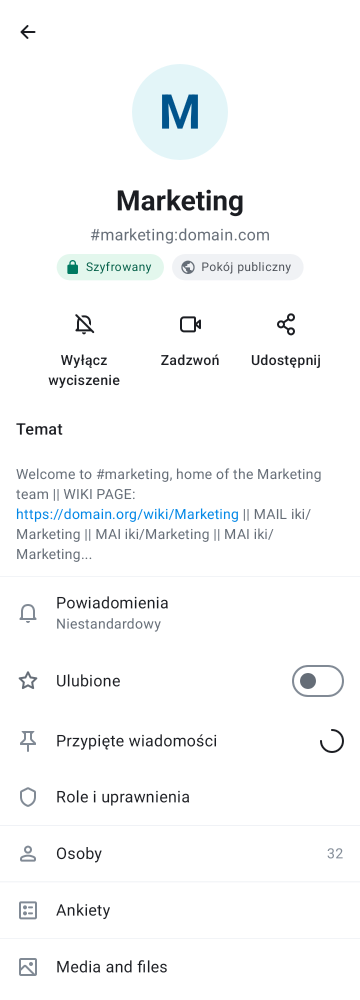 M
Marketing
#marketing:domain.com
Szyfrowany
Pokój publiczny
Wyłącz
wyciszenie
Zadzwoń
Udostępnij
Temat
Welcome to #marketing, home of the Marketing
team || WIKI PAGE:
https://domain.org/wiki/Marketing || MAIL iki/
Marketing || MAI iki/Marketing || MAI iki/
Marketing...
Powiadomienia
Niestandardowy
Ulubione
Przypięte wiadomości
Role i uprawnienia
Osoby 32
Ankiety
Media and files